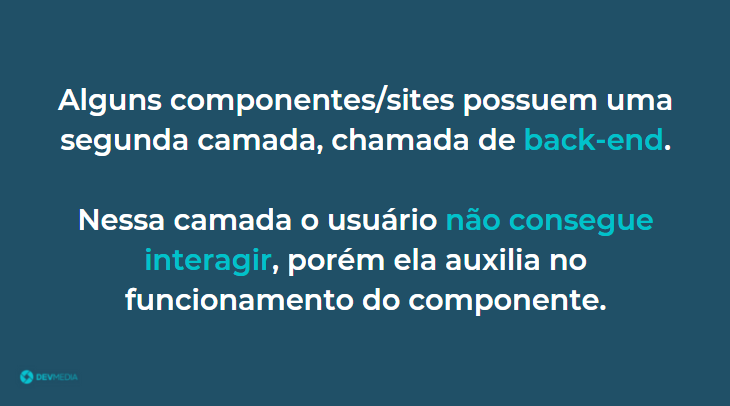 Alguns componentes/sites possuem uma
segunda camada, chamada de back-end.
Nessa camada o usuário não consegue
interagir, porém ela auxilia no
funcionamento do componente.
DEVMEDIA